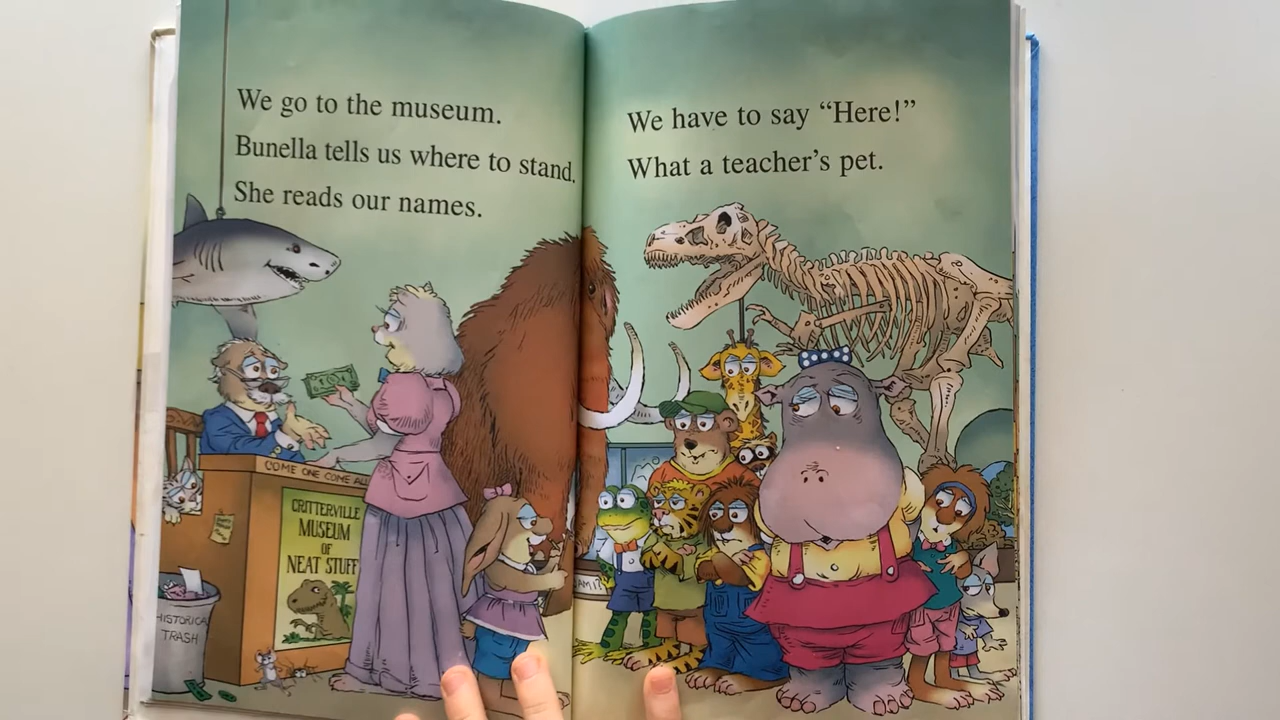 We go to the museum.
Bunella tells us where to stand.
She reads our names.
COME ONE COME ALL
CRITTERVILLE
MUSEUM
OF
NEAT STUFF
HISTORICAL
TRASH
We have to say “Here!”
What a teacher’s pet.